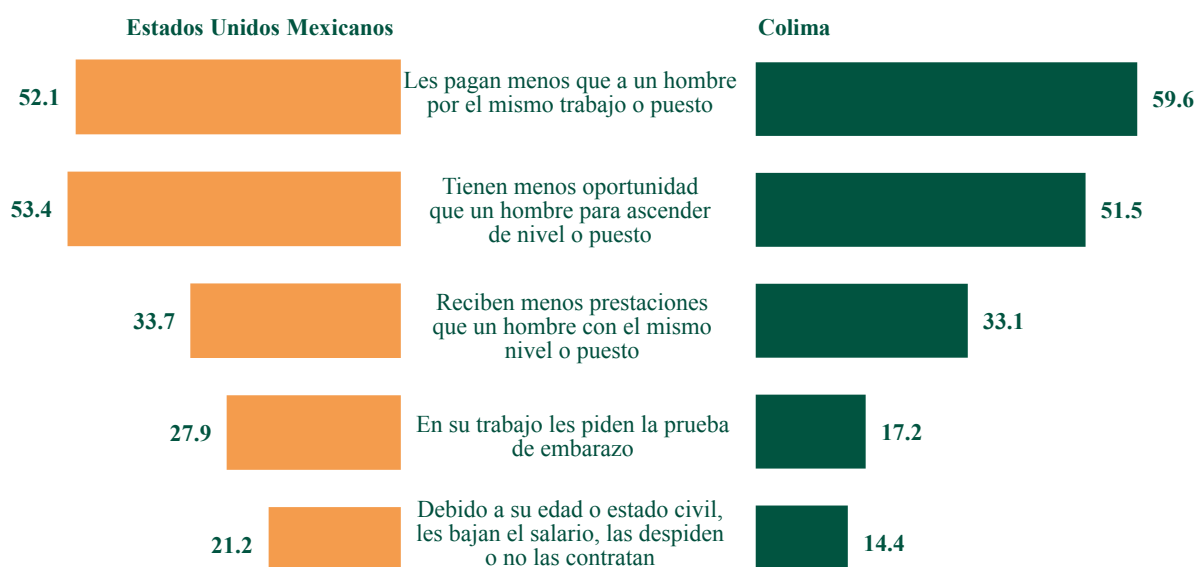 Estados Unidos Mexicanos
Colima
52.1
Les pagan menos que a un hombre
por el mismo trabajo o puesto
59.6
53.4
Tienen menos oportunidad
que un hombre para ascender
de nivel o puesto
51.5
33.7
Reciben menos prestaciones
que un hombre con el mismo
nivel o puesto
33.1
27.9
En su trabajo les piden la prueba
de embarazo
17.2
21.2
Debido a su edad o estado civil,
les bajan el salario, las despiden
o no las contratan
14.4